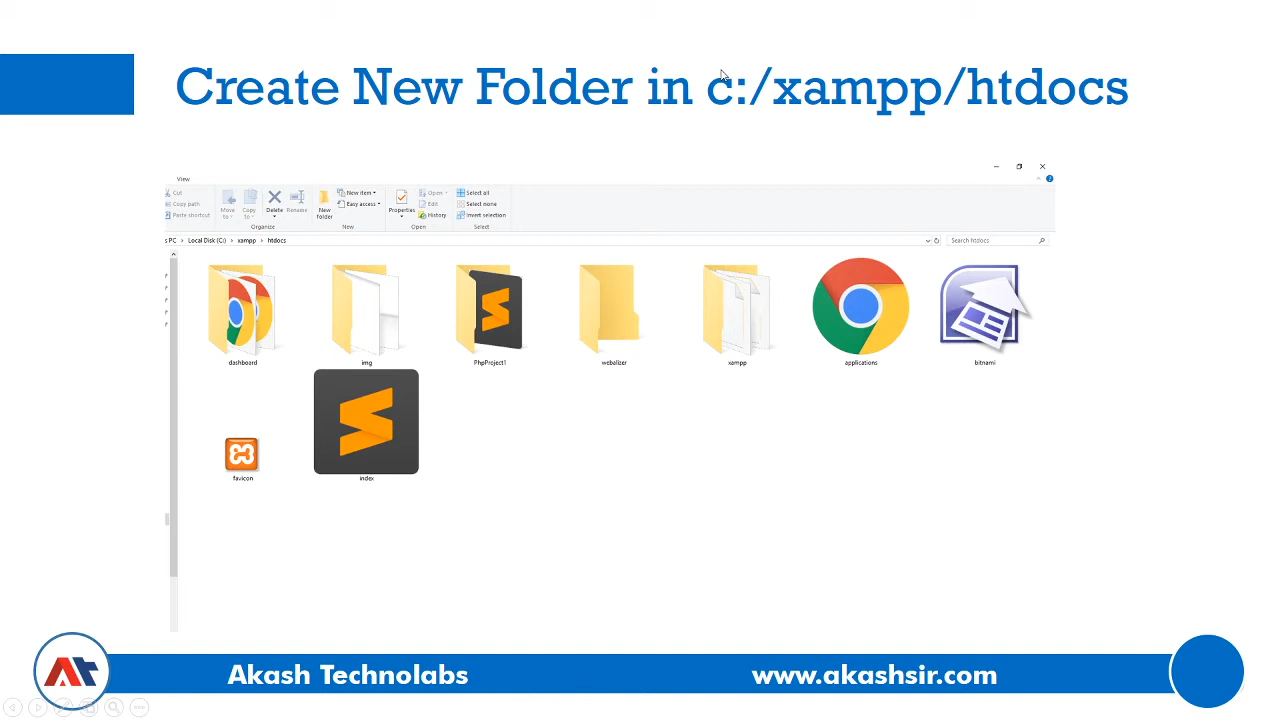 Create New Folder in c:/xampp/htdocs
View
Cut
Copy path
Paste shortcut
Move to
Copy to
Delete
Rename
Organize
New folder
New item
Easy access
New
Properties
Open
Edit
History
Open
Select all
Select none
Invert selection
Select
s PC > Local Disk (C:) > xampp > htdocs
Search htdocs
dashboard
img
PhpProject1
webalizer
xampp
applications
bitnami
favicon
index
At
Akash Technolabs
www.akashsir.com